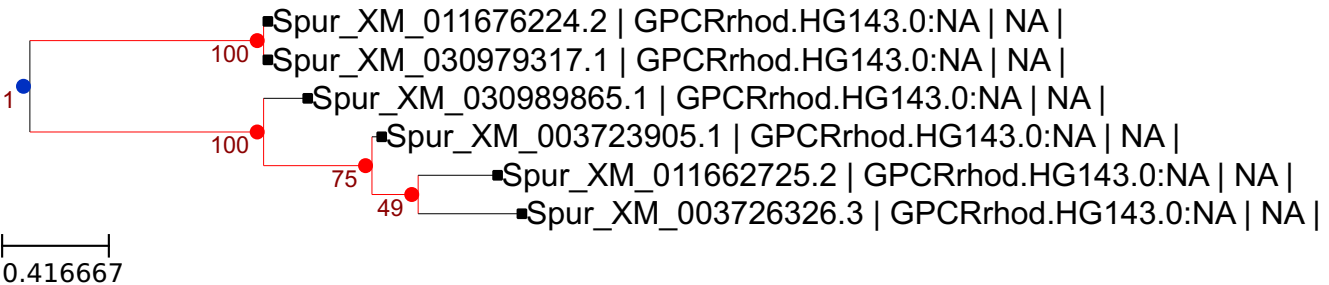 Spur_XM_011676224.2 | GPCRrhod.HG143.0:NA | NA |
100
Spur_XM_030979317.1 | GPCRrhod.HG143.0:NA | NA |
1
Spur_XM_030989865.1 | GPCRrhod.HG143.0:NA | NA |
100
Spur_XM_003723905.1 | GPCRrhod.HG143.0:NA | NA |
75
Spur_XM_011662725.2 | GPCRrhod.HG143.0:NA | NA |
49
Spur_XM_003726326.3 | GPCRrhod.HG143.0:NA | NA |
0.416667